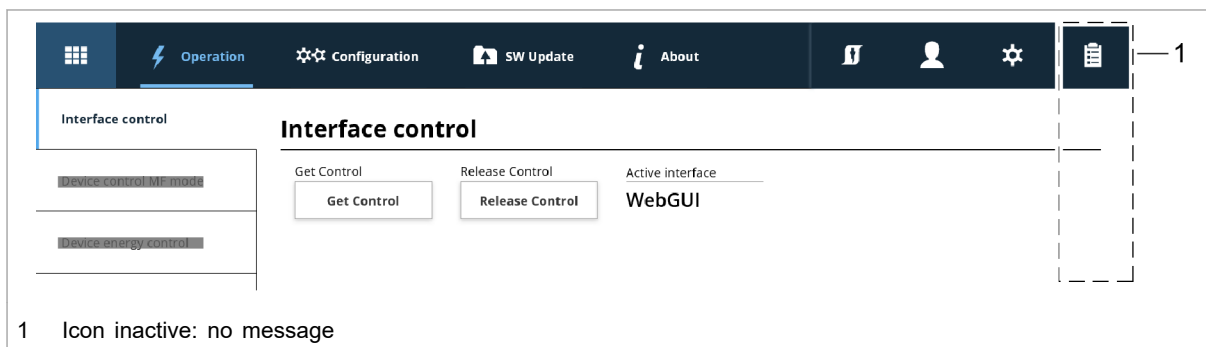 Operation Configuration SW Update i About
1
Interface control
Interface control
Get Control Release Control Active interface
Device control MF mode
Get Control Release Control WebGUI
Device energy control
1 Icon inactive: no message